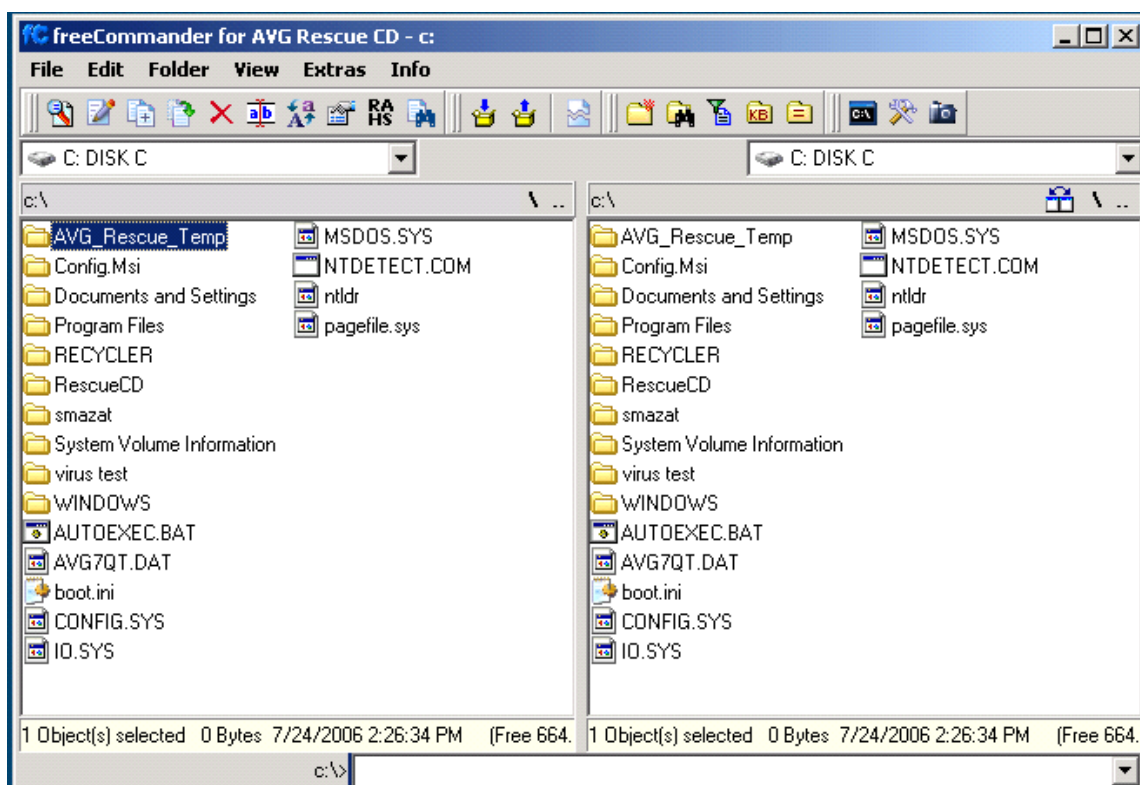 freeCommander for AVG Rescue CD - c:
File Edit Folder View Extras Info
C: DISK C
C: DISK C
c:\ \ ..
c:\ \ ..
AVG_Rescue_Temp
Config.Msi
Documents and Settings
Program Files
RECYCLER
RescueCD
smazat
System Volume Information
virus test
WINDOWS
AUTOEXEC.BAT
AVG7QT.DAT
boot.ini
CONFIG.SYS
IO.SYS
MSDOS.SYS
NTDETECT.COM
ntldr
pagefile.sys
AVG_Rescue_Temp
Config.Msi
Documents and Settings
Program Files
RECYCLER
RescueCD
smazat
System Volume Information
virus test
WINDOWS
AUTOEXEC.BAT
AVG7QT.DAT
boot.ini
CONFIG.SYS
IO.SYS
MSDOS.SYS
NTDETECT.COM
ntldr
pagefile.sys
1 Object(s) selected 0 Bytes 7/24/2006 2:26:34 PM (Free 664.
1 Object(s) selected 0 Bytes 7/24/2006 2:26:34 PM (Free 664.
c:\>